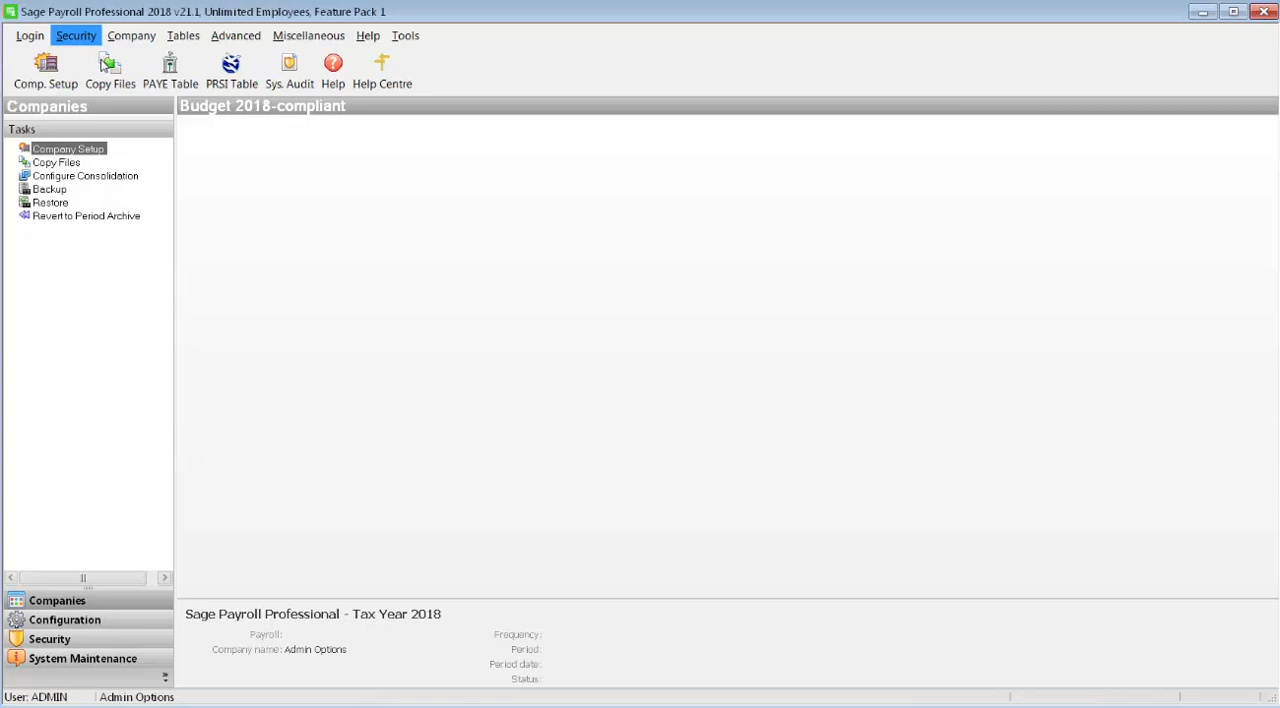 Sage Payroll Professional 2018 v21.1, Unlimited Employees, Feature Pack 1
Login Security Company Tables Advanced Miscellaneous Help Tools
Comp. Setup Copy Files PAYE Table PRSI Table Sys. Audit Help Help Centre
Companies
Budget 2018-compliant
Tasks
Company Setup
Copy Files
Configure Consolidation
Backup
Restore
Revert to Period Archive
Companies
Configuration
Security
System Maintenance
Sage Payroll Professional - Tax Year 2018
Payroll: Frequency:
Company name: Admin Options Period:
Period date:
Status:
User: ADMIN Admin Options